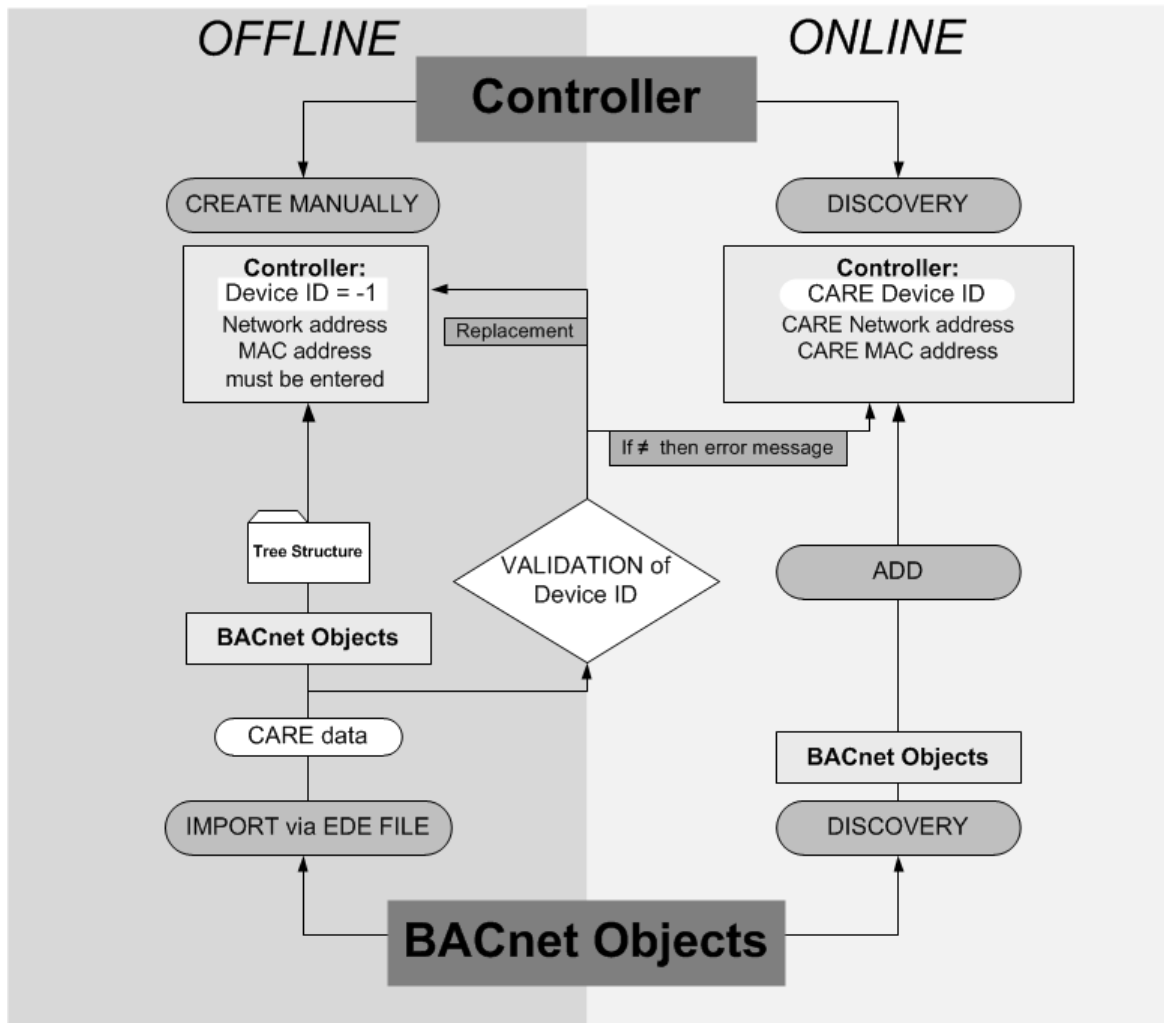 OFFLINE
ONLINE
Controller
CREATE MANUALLY
DISCOVERY
Controller:
Device ID = -1
Network address
MAC address
must be entered
Controller:
CARE Device ID
CARE Network address
CARE MAC address
Replacement
If ≠ then error message
Tree Structure
VALIDATION of
Device ID
ADD
BACnet Objects
CARE data
BACnet Objects
IMPORT via EDE FILE
DISCOVERY
BACnet Objects